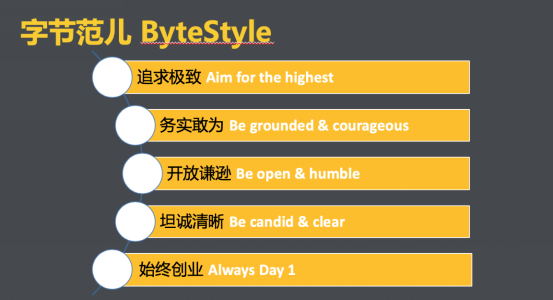 字节范儿 ByteStyle
追求极致 Aim for the highest
务实敢为 Be grounded & courageous
开放谦逊 Be open & humble
坦诚清晰 Be candid & clear
始终创业 Always Day 1